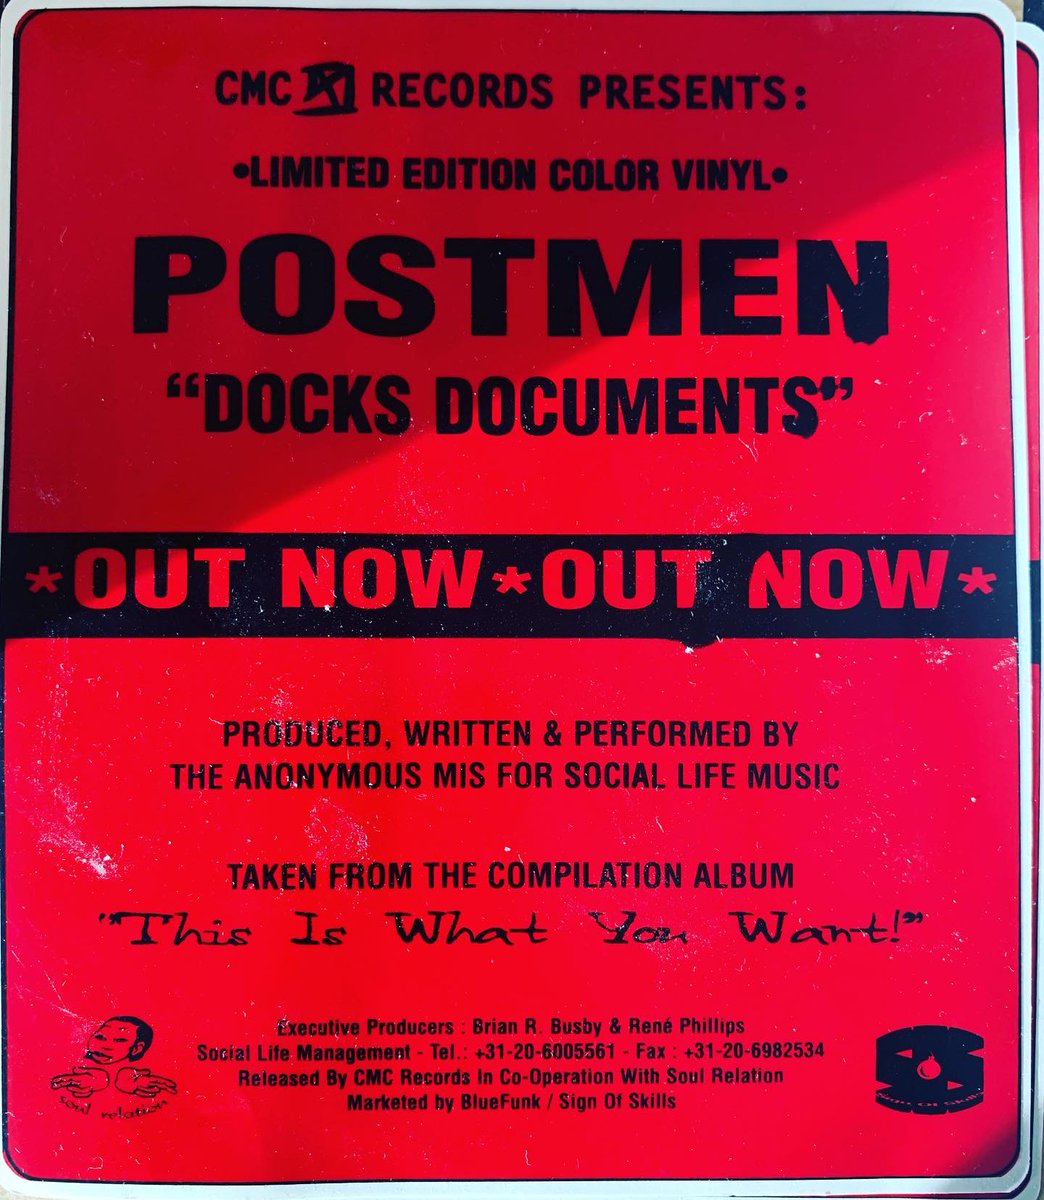 CMC RECORDS PRESENTS:
•LIMITED EDITION COLOR VINYL•
POSTMEN
“DOCKS DOCUMENTS”
*OUT NOW*OUT NOW*
PRODUCED, WRITTEN & PERFORMED BY
THE ANONYMOUS MIS FOR SOCIAL LIFE MUSIC
TAKEN FROM THE COMPILATION ALBUM
"This Is What You Want!"
Executive Producers : Brian R. Busby & René Phillips
Social Life Management - Tel.: +31-20-6005561 - Fax : +31-20-6982534
Released By CMC Records In Co-Operation With Soul Relation
Marketed by BlueFunk / Sign Of Skills
soul relation
Sign Of Skills